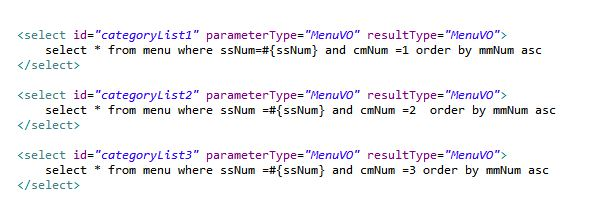 <select id="categoryList1" parameterType="MenuVO" resultType="MenuVO">
select * from menu where ssNum=#{ssNum} and cmNum =1 order by mmNum asc
</select>
<select id="categoryList2" parameterType="MenuVO" resultType="MenuVO">
select * from menu where ssNum =#{ssNum} and cmNum =2  order by mmNum asc
</select>
<select id="categoryList3" parameterType="MenuVO" resultType="MenuVO">
select * from menu where ssNum =#{ssNum} and cmNum =3 order by mmNum asc
</select>